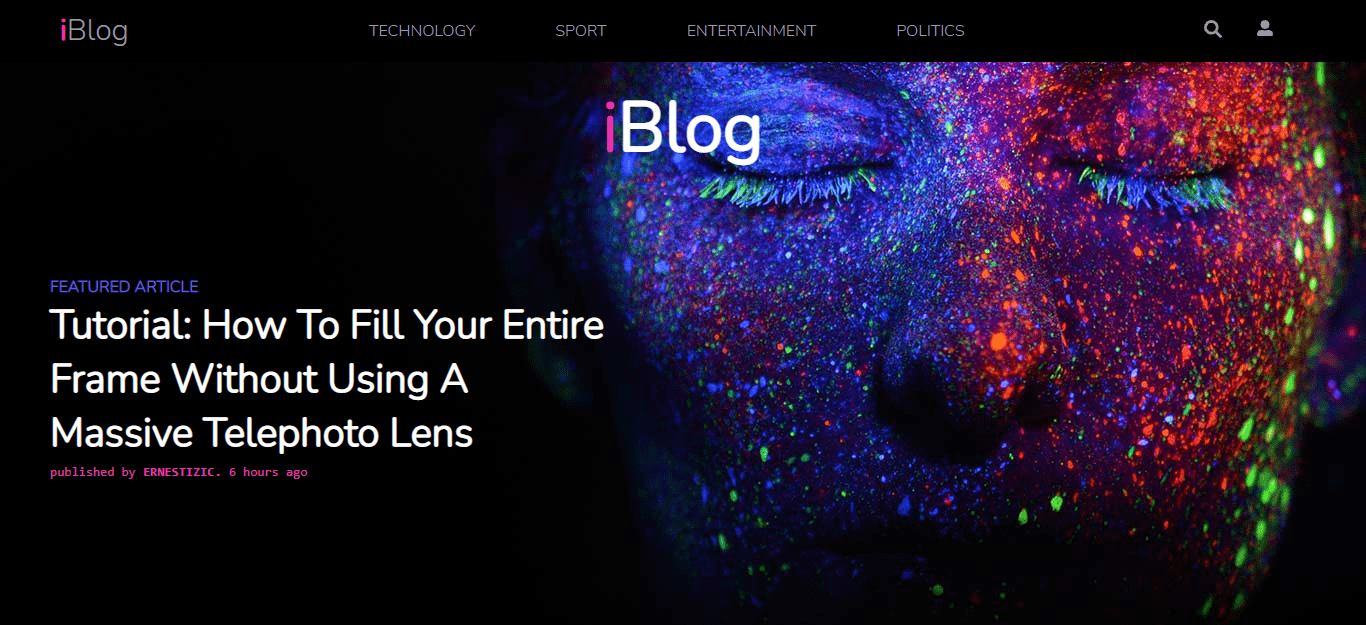 iBlog
TECHNOLOGY
SPORT
ENTERTAINMENT
POLITICS
iBlog
FEATURED ARTICLE
Tutorial: How To Fill Your Entire
Frame Without Using A
Massive Telephoto Lens
published by ERNESTIZIC. 6 hours ago